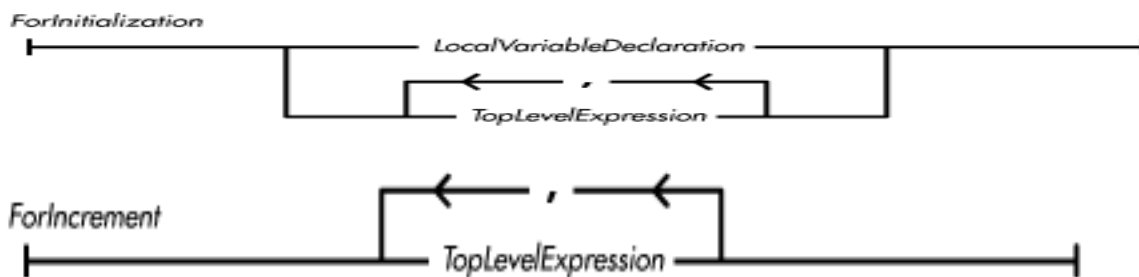 ForInitialization
LocalVariableDeclaration
,
TopLevelExpression
,
ForIncrement
TopLevelExpression